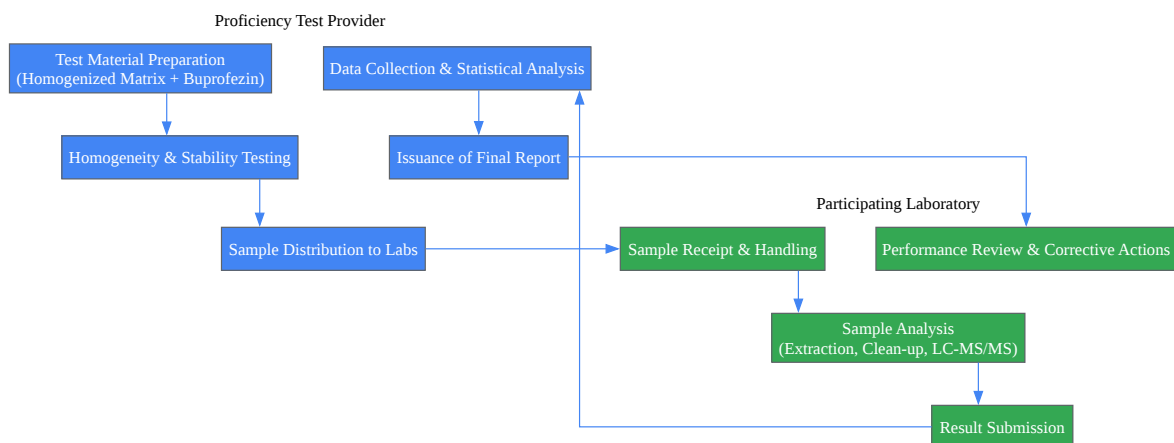 Proficiency Test Provider
Test Material Preparation
(Homogenized Matrix + Buprofezin)
Data Collection & Statistical Analysis
Homogeneity & Stability Testing
Issuance of Final Report
Participating Laboratory
Sample Distribution to Labs
Sample Receipt & Handling
Performance Review & Corrective Actions
Sample Analysis
(Extraction, Clean-up, LC-MS/MS)
Result Submission